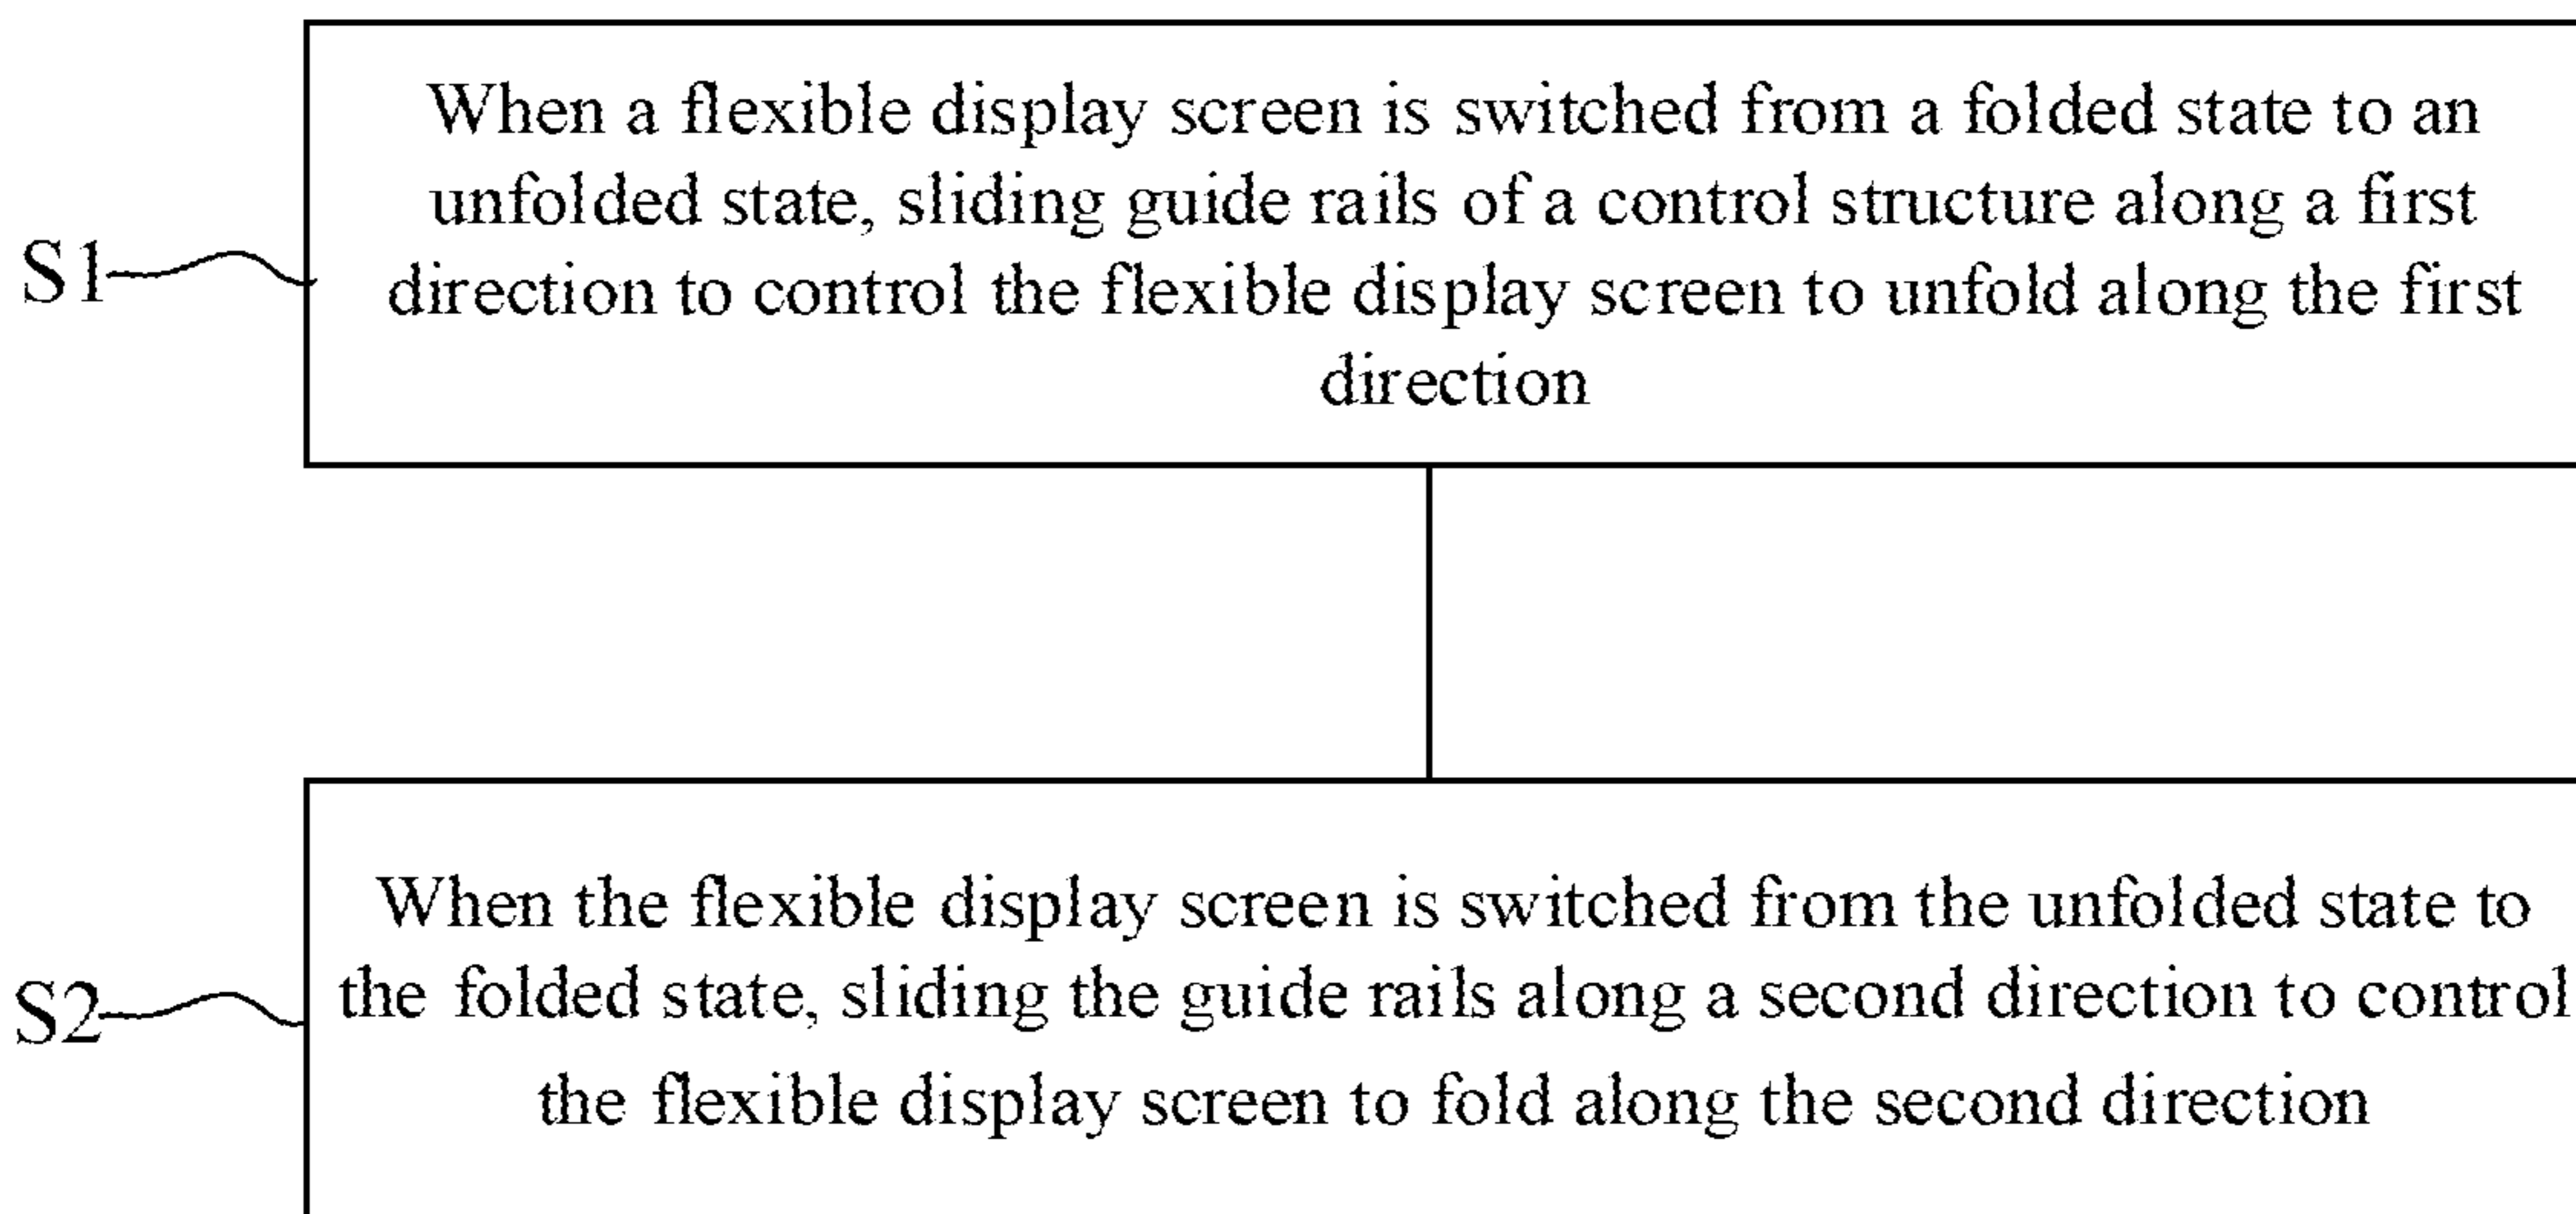 When a flexible display screen is switched from a folded state to an
unfolded state, sliding guide rails of a control structure along a first
S1
direction to control the flexible display screen to unfold along the first
direction
When the flexible display screen is switched from the unfolded state to
S2
the folded state, sliding the guide rails along a second direction to control
the flexible display screen to fold along the second direction